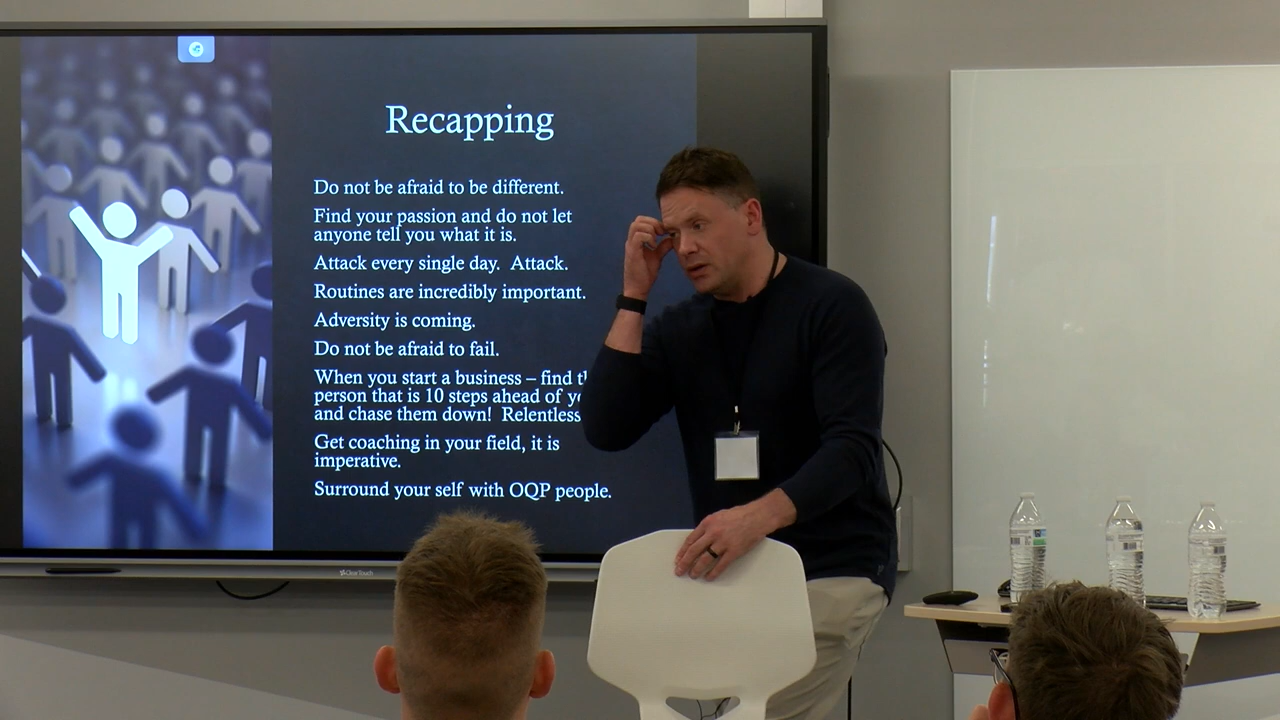 Recapping
Do not be afraid to be different.
Find your passion and do not let
anyone tell you what it is.
Attack every single day.  Attack.
Routines are incredibly important.
Adversity is coming.
Do not be afraid to fail.
When you start a business – find
person that is 10 steps ahead of
and chase them down!  Relentless
Get coaching in your field, it is
imperative.
Surround your self with OQP people.
ClearTouch